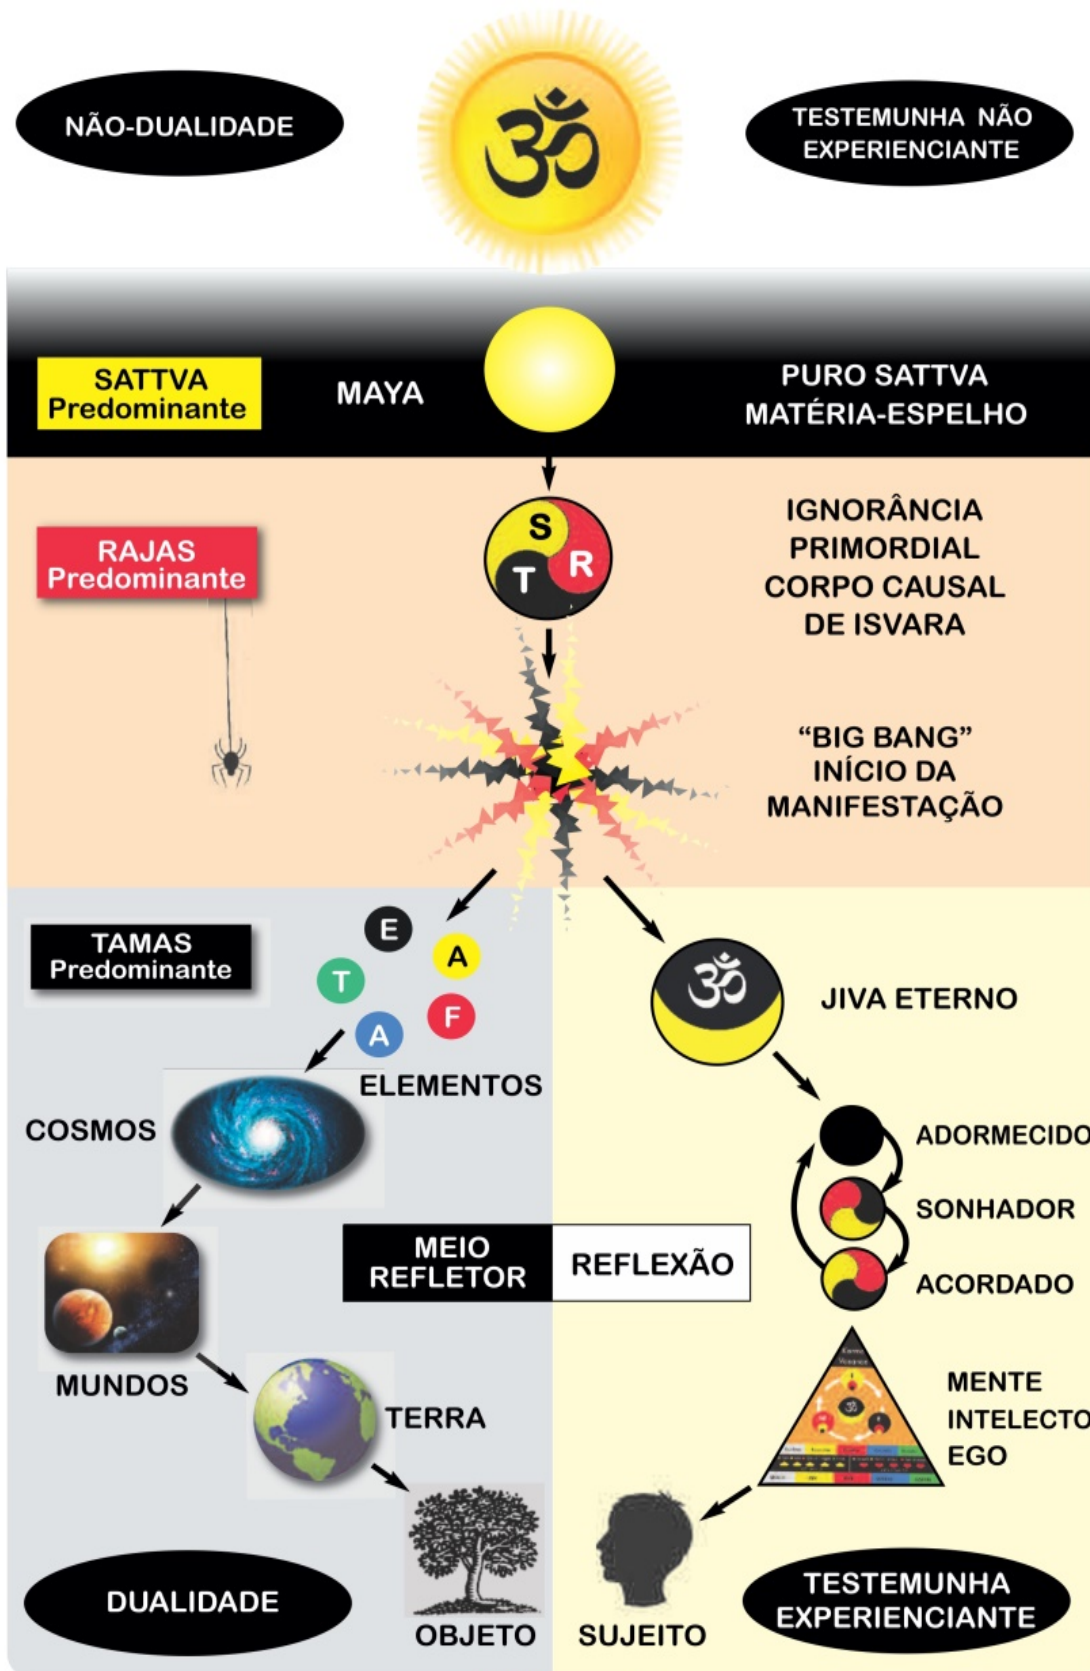 NÃO-DUALIDADE
ॐ
TESTEMUNHA NÃO
EXPERIENCIANTE
SATTVA
Predominante
MAYA
PURO SATTVA
MATÉRIA-ESPELHO
RAJAS
Predominante
S
R
T
IGNORÂNCIA
PRIMORDIAL
CORPO CAUSAL
DE ISVARA
“BIG BANG”
INÍCIO DA
MANIFESTAÇÃO
TAMAS
Predominante
E
A
T
F
A
ELEMENTOS
ॐ
JIVA ETERNO
COSMOS
ADORMECIDO
SONHADOR
ACORDADO
MEIO
REFLETOR
REFLEXÃO
MUNDOS
TERRA
ॐ
MENTE
INTELECTO
EGO
DUALIDADE
OBJETO
SUJEITO
TESTEMUNHA
EXPERIENCIANTE